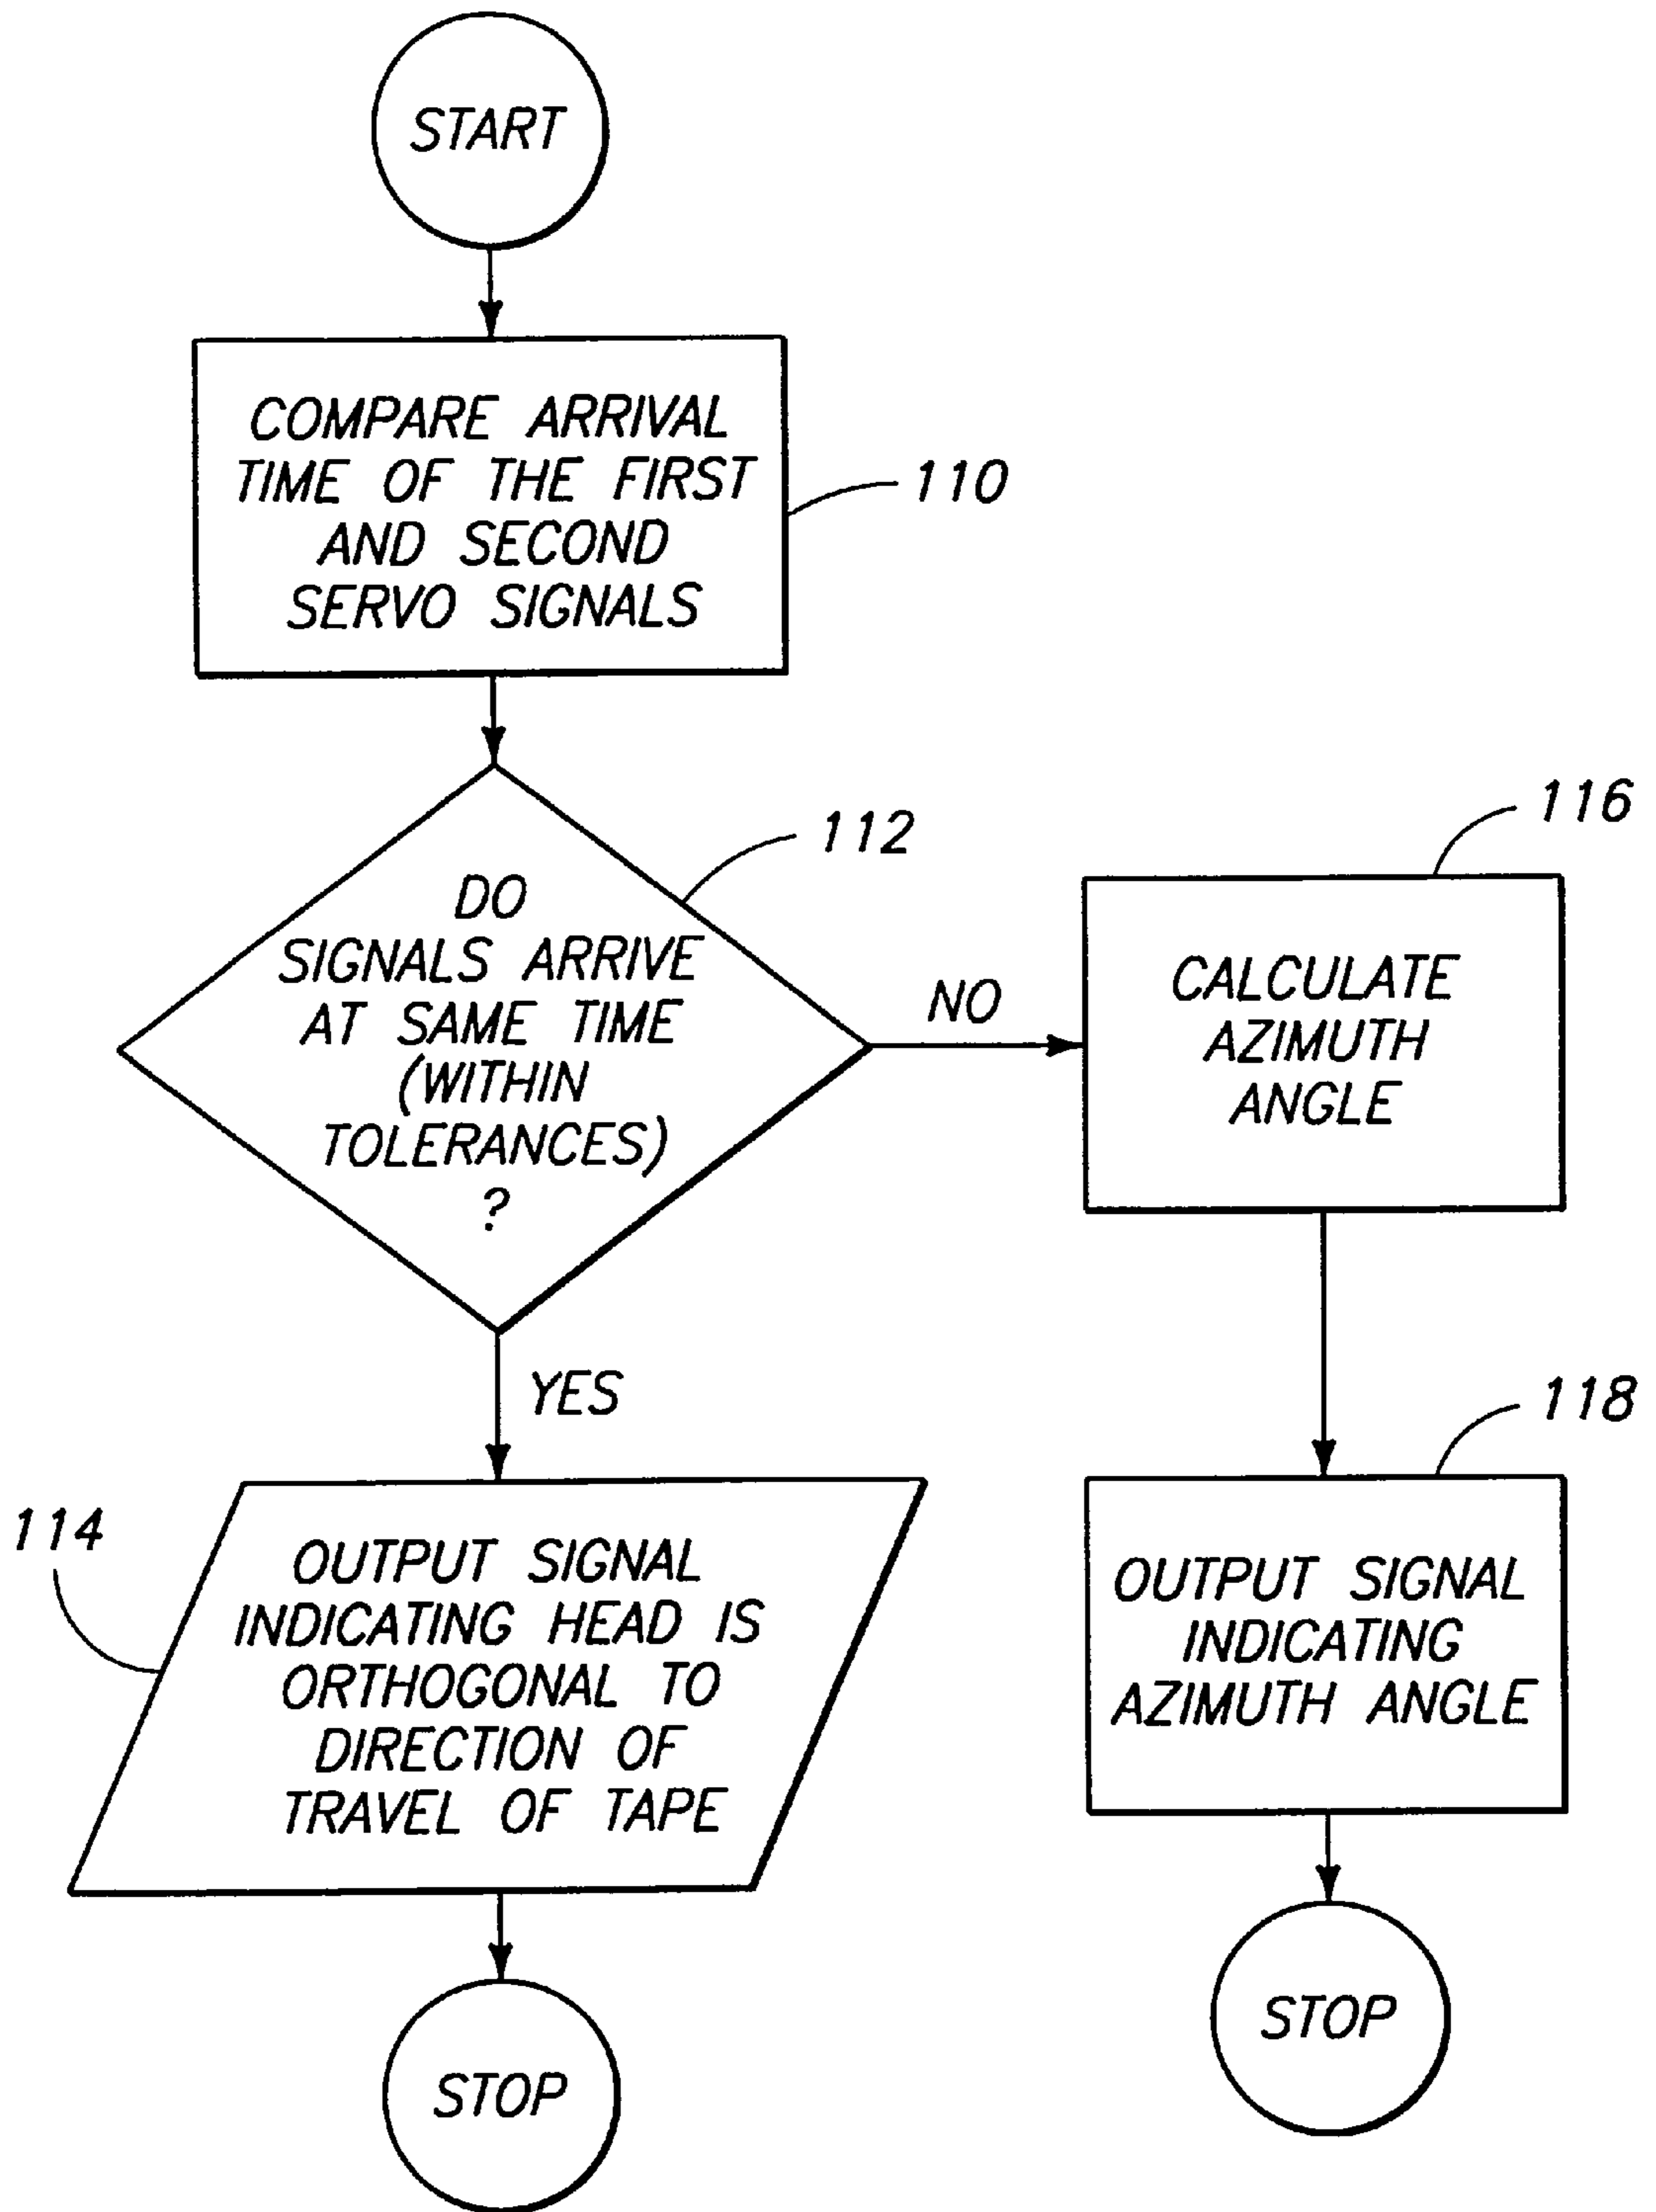 START
COMPARE ARRIVAL
TIME OF THE FIRST
AND SECOND
SERVO SIGNALS
110
DO
SIGNALS ARRIVE
AT SAME TIME
(WITHIN
TOLERANCES)
?
112
NO
CALCULATE
AZIMUTH
ANGLE
116
YES
OUTPUT SIGNAL
INDICATING HEAD IS
ORTHOGONAL TO
DIRECTION OF
TRAVEL OF TAPE
114
OUTPUT SIGNAL
INDICATING
AZIMUTH ANGLE
118
STOP
STOP